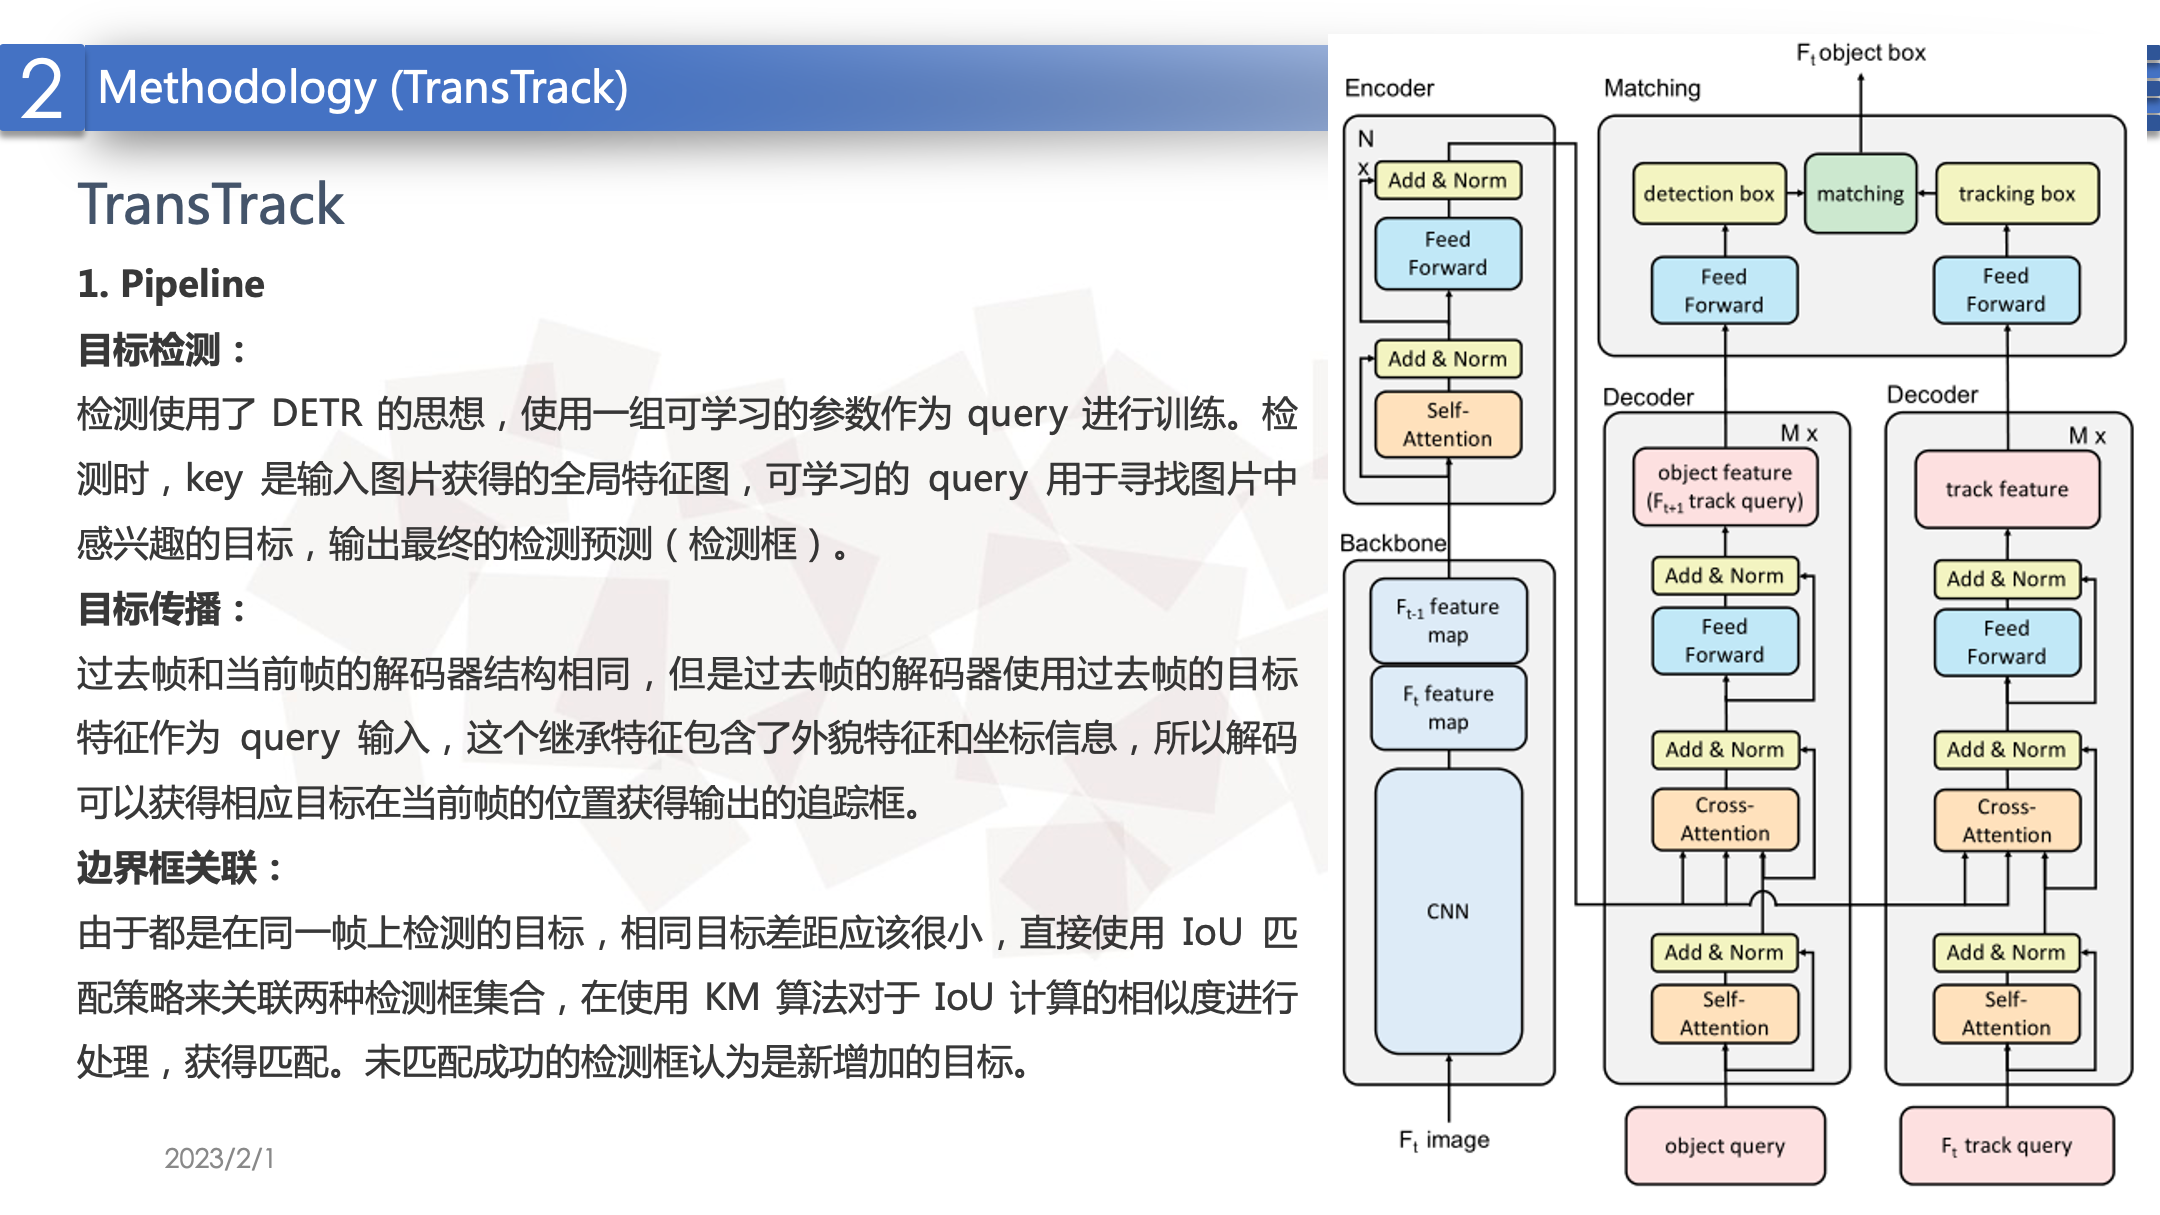 2
Methodology (TransTrack)
TransTrack
1. Pipeline
目标检测：
检测使用了 DETR 的思想，使用一组可学习的参数作为 query 进行训练。检
测时，key 是输入图片获得的全局特征图，可学习的 query 用于寻找图片中
感兴趣的目标，输出最终的检测预测（检测框）。
目标传播：
过去帧和当前帧的解码器结构相同，但是过去帧的解码器使用过去帧的目标
特征作为 query 输入，这个继承特征包含了外貌特征和坐标信息，所以解码
可以获得相应目标在当前帧的位置获得输出的追踪框。
边界框关联：
由于都是在同一帧上检测的目标，相同目标差距应该很小，直接使用 IoU 匹
配策略来关联两种检测框集合，在使用 KM 算法对于 IoU 计算的相似度进行
处理，获得匹配。未匹配成功的检测框认为是新增加的目标。
2023/2/1
Encoder
N
x
Add & Norm
Feed
Forward
Add & Norm
Self-
Attention
Backbone
Ft-1 feature
map
Ft feature
map
CNN
Ft image
Ft object box
Matching
detection box
matching
tracking box
Feed
Forward
Feed
Forward
Decoder
M x
object feature
(Ft+1 track query)
Add & Norm
Feed
Forward
Add & Norm
Cross-
Attention
Add & Norm
Self-
Attention
object query
Decoder
M x
track feature
Add & Norm
Feed
Forward
Add & Norm
Cross-
Attention
Add & Norm
Self-
Attention
Ft track query